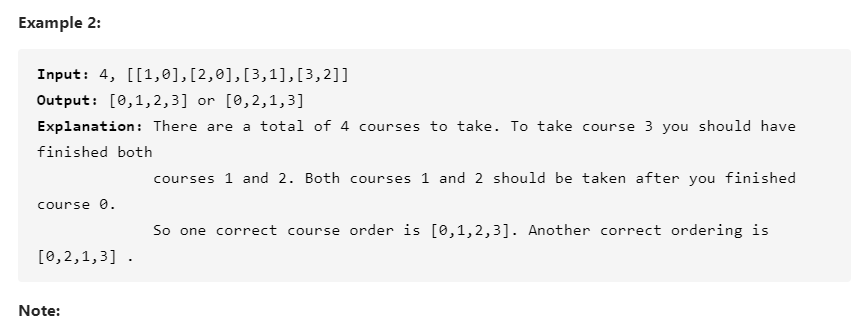 Example 2:
Input: 4, [[1,0],[2,0],[3,1],[3,2]]
Output: [0,1,2,3] or [0,2,1,3]
Explanation: There are a total of 4 courses to take. To take course 3 you should have
finished both
courses 1 and 2. Both courses 1 and 2 should be taken after you finished
course 0.
So one correct course order is [0,1,2,3]. Another correct ordering is
[0,2,1,3] .
Note: